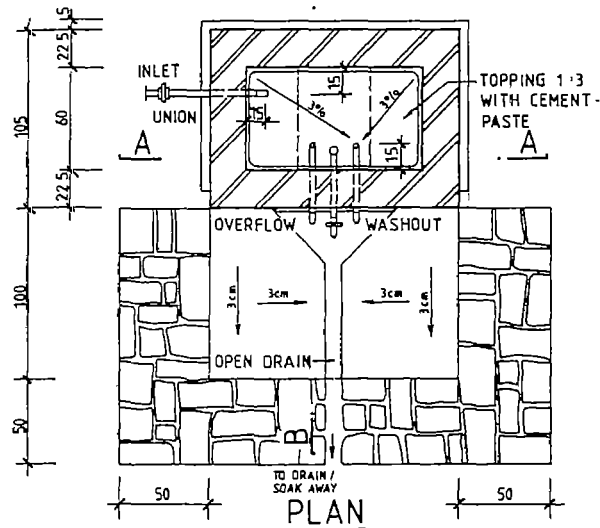 5
22.5
60
22.5
105
100
50
INLET
UNION
A
A
15
15
15
3%
3%
TOPPING 1:3
WITH CEMENT-
PASTE
OVERFLOW
WASHOUT
3cm
3cm
3cm
3cm
OPEN DRAIN
B
TO DRAIN /
SOAK AWAY
50
50
PLAN